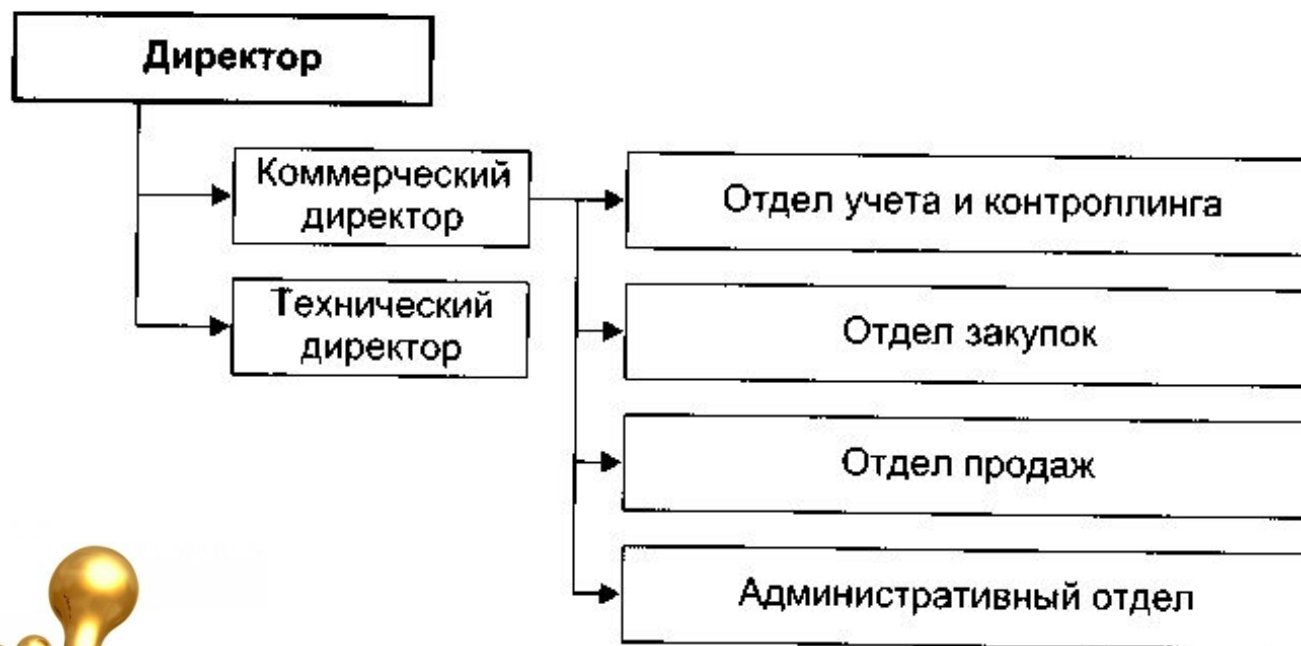 Директор
Коммерческий
директор
Отдел учета и контроллинга
Технический
директор
Отдел закупок
Отдел продаж
Административный отдел